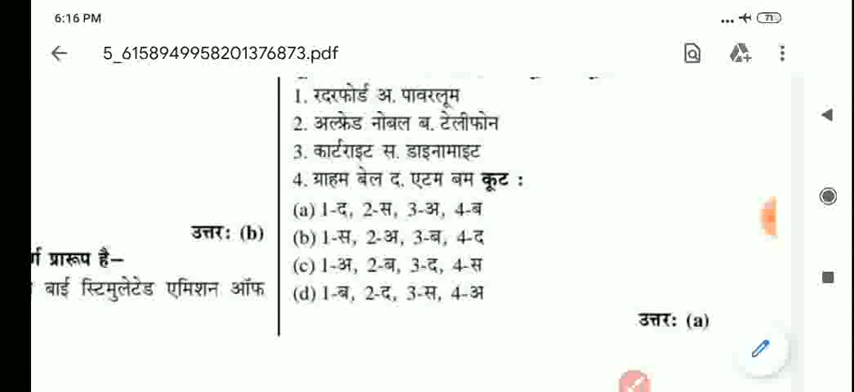 6:16 PM
... 71
5_6158949958201376873.pdf
उत्तर: (b)
प्रारूप है–
बाई स्टिमुलेटेड एमिशन ऑफ
1. रदरफोर्ड अ. पावरलूम
2. अल्फ्रेड नोबल ब. टेलीफोन
3. कार्टराइट स. डाइनामाइट
4. ग्राहम बेल द. एटम बम कूट :
(a) 1-द, 2-स, 3-अ, 4-ब
(b) 1-स, 2-अ, 3-ब, 4-द
(c) 1-अ, 2-ब, 3-द, 4-स
(d) 1-ब, 2-द, 3-स, 4-अ
उत्तर: (a)